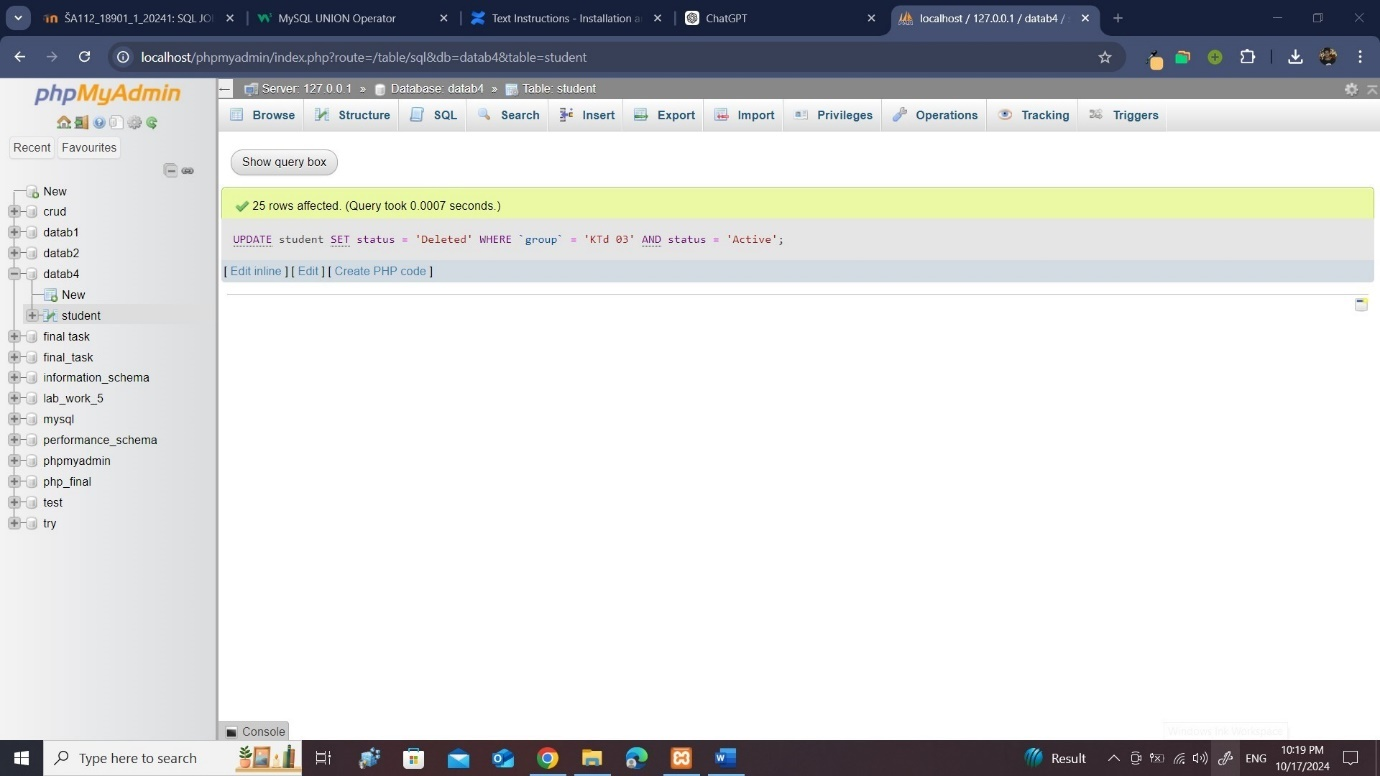 ŠA112_18901_1_20241: SQL JO
MySQL UNION Operator
Text Instructions - Installation a
ChatGPT
localhost / 127.0.0.1 / datab4 /
localhost/phpmyadmin/index.php?route=/table/sql&db=datab4&table=student
phpMyAdmin
Recent Favourites
New
crud
datab1
datab2
datab4
New
student
final task
final_task
information_schema
lab_work_5
mysql
performance_schema
phpmyadmin
php_final
test
try
Server: 127.0.0.1 » Database: datab4 » Table: student
Browse Structure SQL Search Insert Export Import Privileges Operations Tracking Triggers
Show query box
25 rows affected. (Query took 0.0007 seconds.)
UPDATE student SET status = 'Deleted' WHERE `group` = 'KTd 03' AND status = 'Active';
[ Edit inline ] [ Edit ] [ Create PHP code ]
Console
Windows Ink Workspace
Type here to search
Result
ENG
10:19 PM
10/17/2024